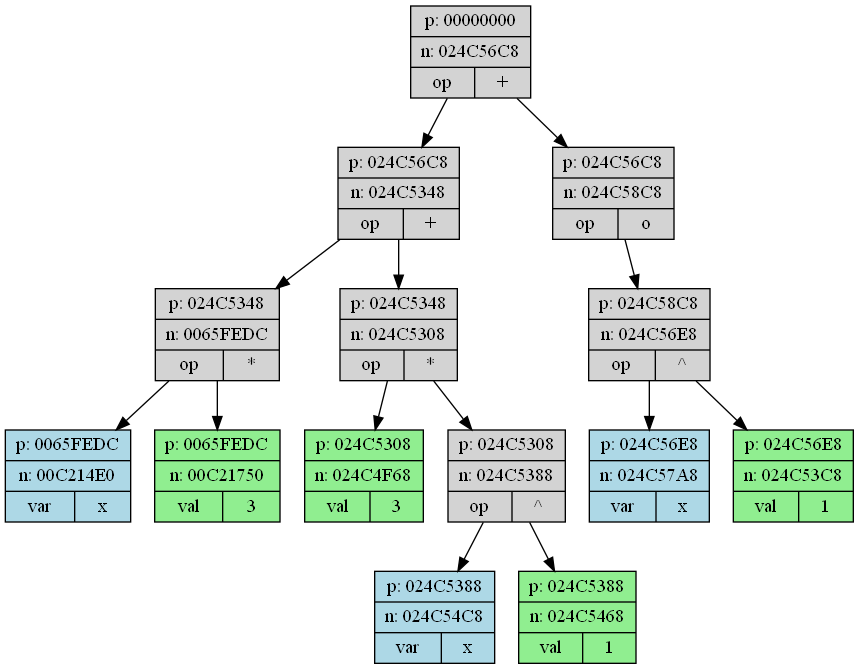 p: 00000000
n: 024C56C8
op +
p: 024C56C8
n: 024C5348
op +
p: 024C56C8
n: 024C58C8
op o
p: 024C5348
n: 0065FEDC
op *
p: 024C5348
n: 024C5308
op *
p: 024C58C8
n: 024C56E8
op ^
p: 0065FEDC
n: 00C214E0
var x
p: 0065FEDC
n: 00C21750
val 3
p: 024C5308
n: 024C4F68
val 3
p: 024C5308
n: 024C5388
op ^
p: 024C56E8
n: 024C57A8
var x
p: 024C56E8
n: 024C53C8
val 1
p: 024C5388
n: 024C54C8
var x
p: 024C5388
n: 024C5468
val 1